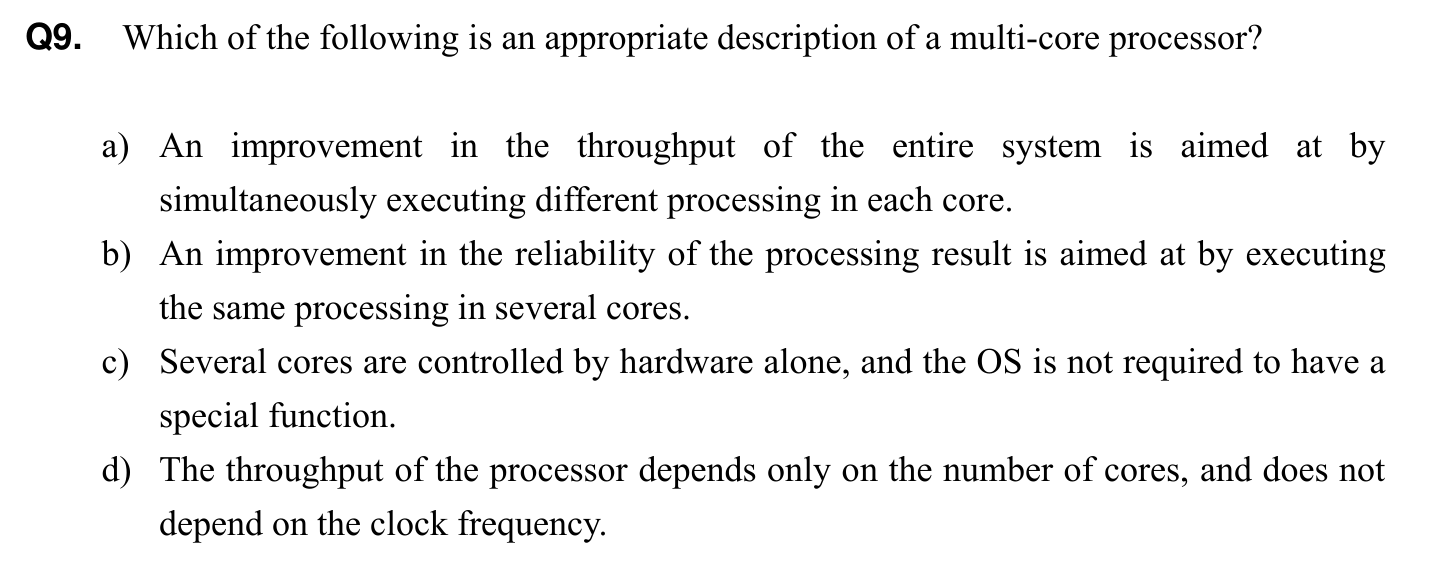 Q9. Which of the following is an appropriate description of a multi-core processor?
a) An improvement in the throughput of the entire system is aimed at by
simultaneously executing different processing in each core.
b) An improvement in the reliability of the processing result is aimed at by executing
the same processing in several cores.
c) Several cores are controlled by hardware alone, and the OS is not required to have a
special function.
d) The throughput of the processor depends only on the number of cores, and does not
depend on the clock frequency.